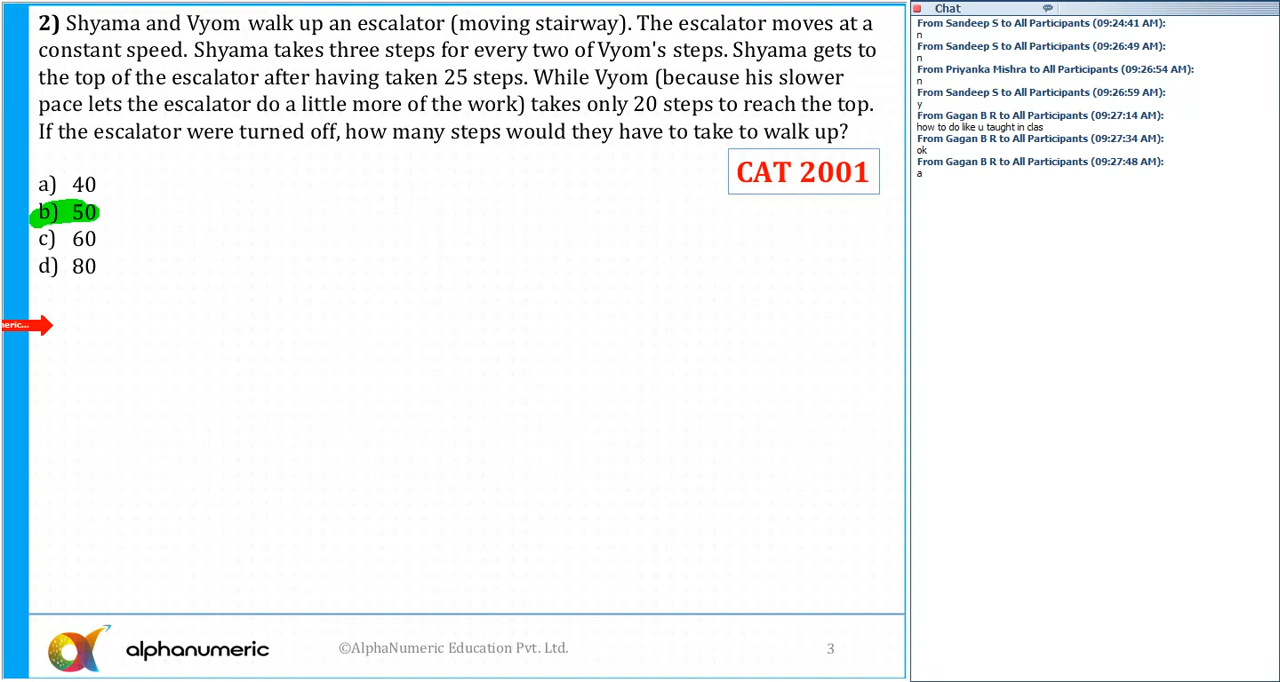 2) Shyama and Vyom walk up an escalator (moving stairway). The escalator moves at a
constant speed. Shyama takes three steps for every two of Vyom's steps. Shyama gets to
the top of the escalator after having taken 25 steps. While Vyom (because his slower
pace lets the escalator do a little more of the work) takes only 20 steps to reach the top.
If the escalator were turned off, how many steps would they have to take to walk up?
CAT 2001
a) 40
b) 50
c) 60
d) 80
neric...
alphanumeric
©AlphaNumeric Education Pvt. Ltd.
3
Chat
From Sandeep S to All Participants (09:24:41 AM):
n
From Sandeep S to All Participants (09:26:49 AM):
n
From Priyanka Mishra to All Participants (09:26:54 AM):
n
From Sandeep S to All Participants (09:26:59 AM):
y
From Gagan B R to All Participants (09:27:14 AM):
how to do like u taught in clas
From Gagan B R to All Participants (09:27:34 AM):
ok
From Gagan B R to All Participants (09:27:48 AM):
a